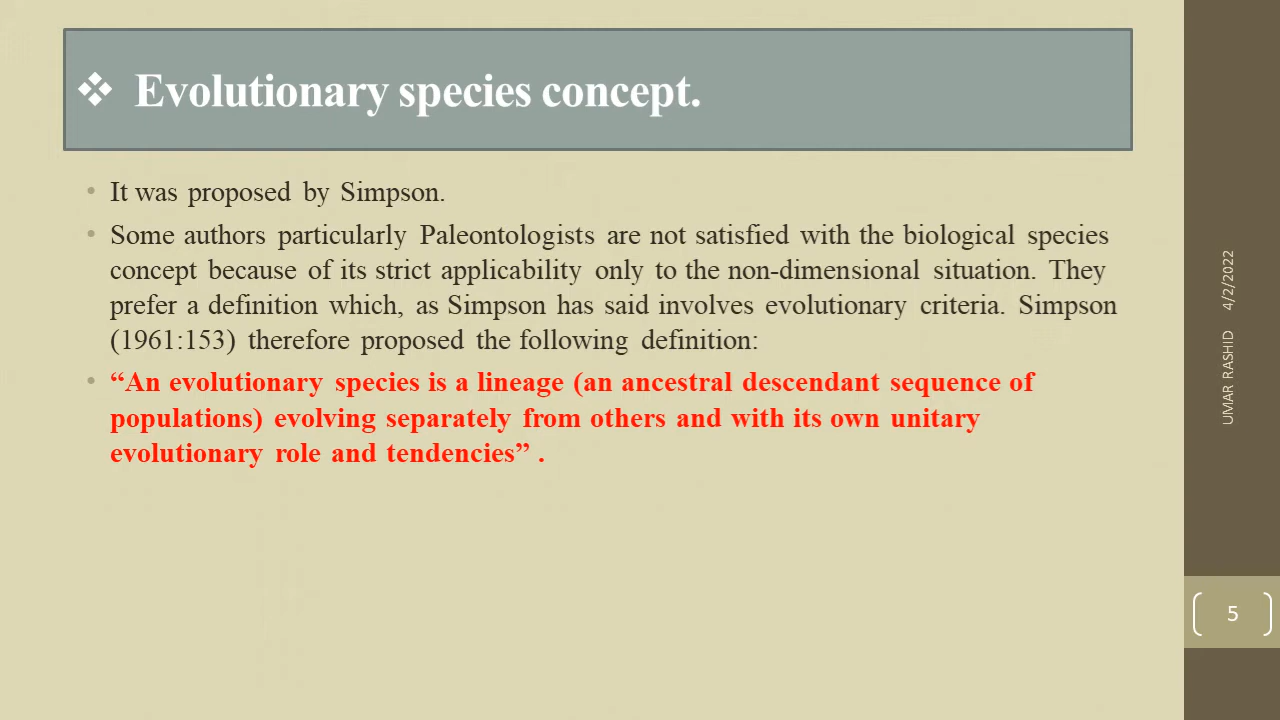 ❖ Evolutionary species concept.
• It was proposed by Simpson.
• Some authors particularly Paleontologists are not satisfied with the biological species
concept because of its strict applicability only to the non-dimensional situation. They
prefer a definition which, as Simpson has said involves evolutionary criteria. Simpson
(1961:153) therefore proposed the following definition:
• “An evolutionary species is a lineage (an ancestral descendant sequence of
populations) evolving separately from others and with its own unitary
evolutionary role and tendencies” .
UMAR RASHID 4/2/2022
5